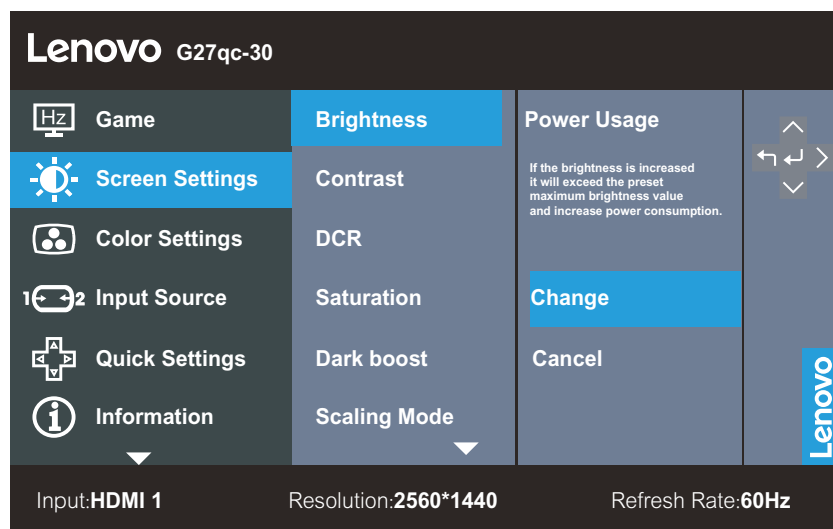 Lenovo G27qc-30
Hz Game
Screen Settings
Color Settings
1 2 Input Source
Quick Settings
i Information
Brightness
Contrast
DCR
Saturation
Dark boost
Scaling Mode
Power Usage
If the brightness is increased
it will exceed the preset
maximum brightness value
and increase power consumption.
Change
Cancel
Lenovo
Input:HDMI 1 Resolution:2560*1440 Refresh Rate:60Hz